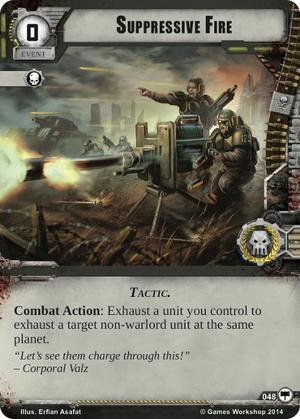 0
SUPPRESSIVE FIRE
EVENT
TACTIC.
Combat Action: Exhaust a unit you control to
exhaust a target non-warlord unit at the same
planet.
“Let’s see them charge through this!”
– Corporal Valz
Illus. Erfian Asafat
© Games Workshop 2014
048